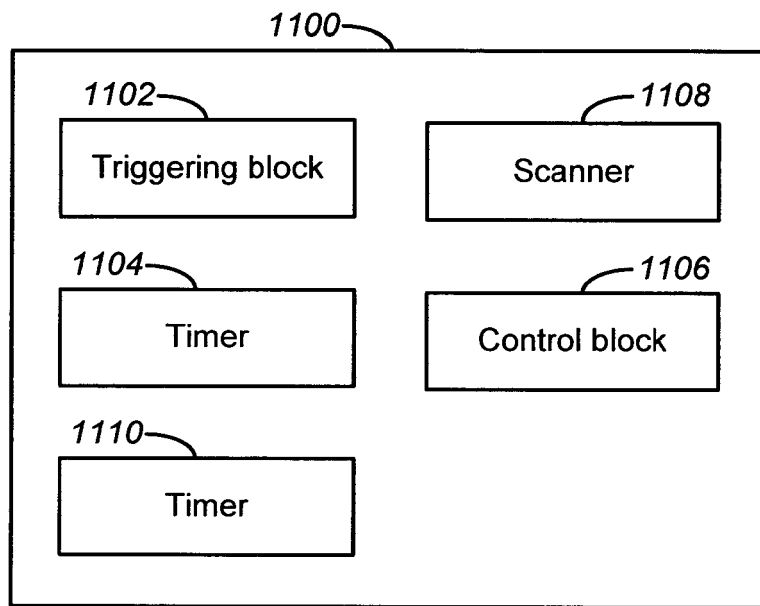 1100
1102
Triggering block
1108
Scanner
1104
Timer
1106
Control block
1110
Timer